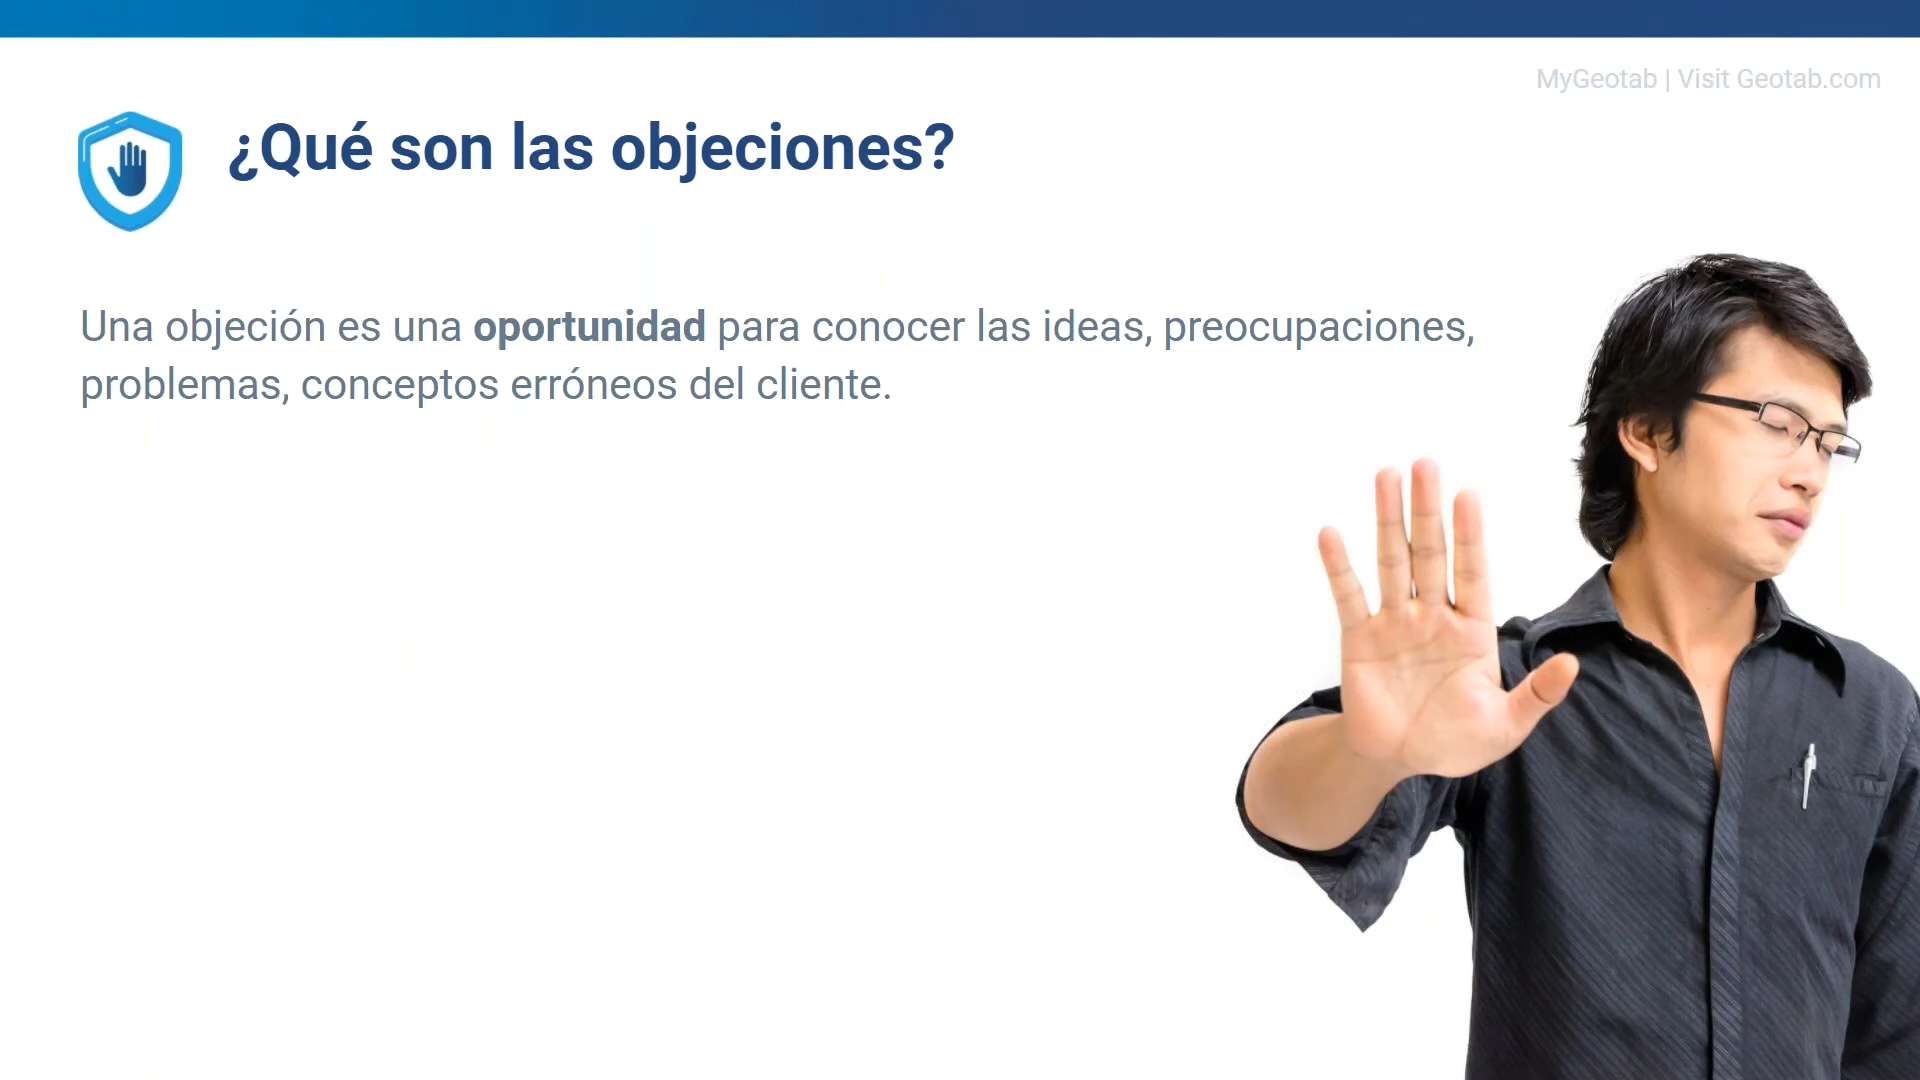 MyGeotab | Visit Geotab.com
¿Qué son las objeciones?
Una objeción es una oportunidad para conocer las ideas, preocupaciones,
problemas, conceptos erróneos del cliente.